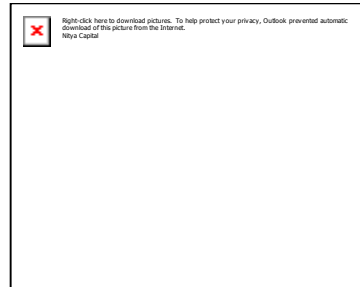 Right-click here to download pictures.  To help protect your privacy, Outlook prevented automatic
download of this picture from the Internet.
Nitya Capital